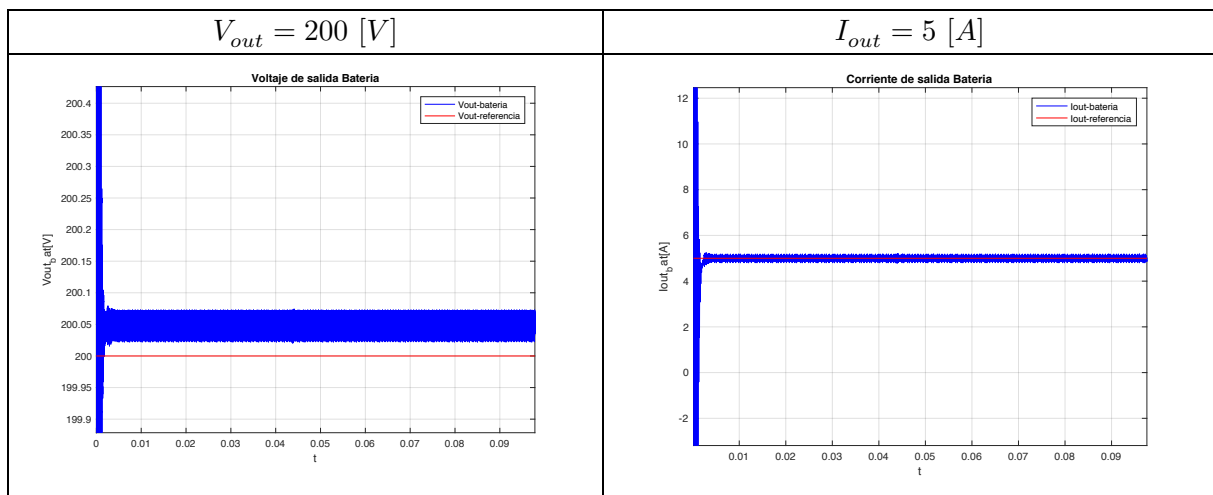 V_out = 200 [V]
I_out = 5 [A]
Voltaje de salida Bateria
Vout-bateria
Vout-referencia
200.4
200.35
200.3
200.25
200.2
200.15
200.1
200.05
200
199.95
199.9
Vout_bat[V]
0 0.01 0.02 0.03 0.04 0.05 0.06 0.07 0.08 0.09
t
Corriente de salida Bateria
Iout-bateria
Iout-referencia
12
10
8
6
4
2
0
-2
Iout_bat[A]
0.01 0.02 0.03 0.04 0.05 0.06 0.07 0.08 0.09
t